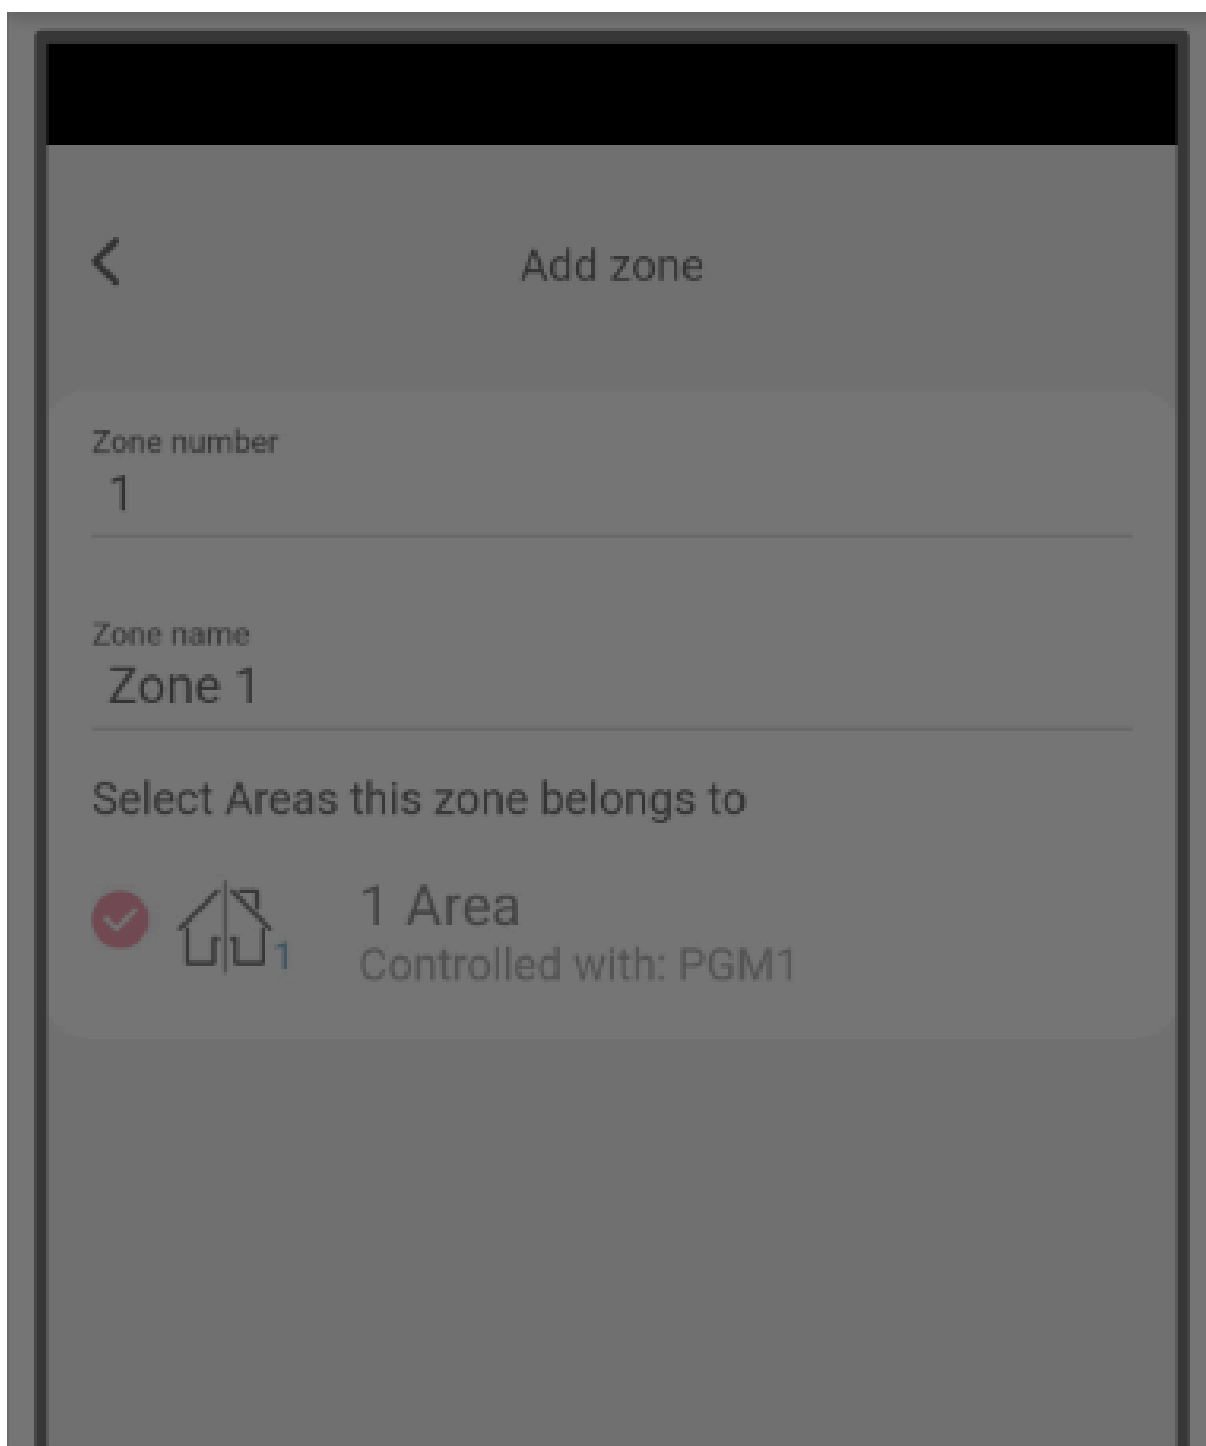 Add zone
Zone number
1
Zone name
Zone 1
Select Areas this zone belongs to
1
1 Area
Controlled with: PGM1